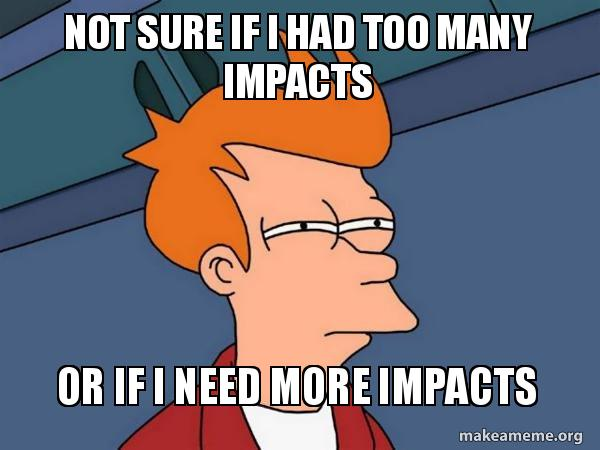 NOT SURE IF I HAD TOO MANY
IMPACTS
OR IF I NEED MORE IMPACTS
makeameme.org